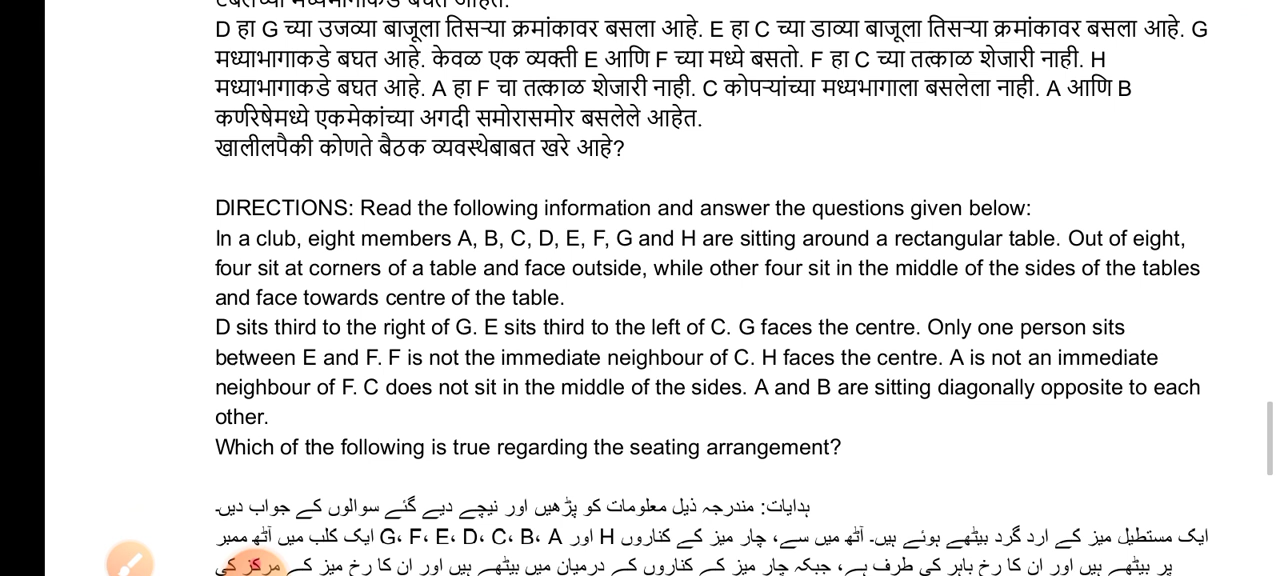 टेबलच्या मध्यभागाकडे बघत आहेत.
D हा G च्या उजव्या बाजूला तिसऱ्या क्रमांकावर बसला आहे. E हा C च्या डाव्या बाजूला तिसऱ्या क्रमांकावर बसला आहे. G
मध्याभागाकडे बघत आहे. केवळ एक व्यक्ती E आणि F च्या मध्ये बसतो. F हा C च्या तत्काळ शेजारी नाही. H
मध्याभागाकडे बघत आहे. A हा F चा तत्काळ शेजारी नाही. C कोपऱ्यांच्या मध्यभागाला बसलेला नाही. A आणि B
कर्णरेषेमध्ये एकमेकांच्या अगदी समोरासमोर बसलेले आहेत.
खालीलपैकी कोणते बैठक व्यवस्थेबाबत खरे आहे?
DIRECTIONS: Read the following information and answer the questions given below:
In a club, eight members A, B, C, D, E, F, G and H are sitting around a rectangular table. Out of eight,
four sit at corners of a table and face outside, while other four sit in the middle of the sides of the tables
and face towards centre of the table.
D sits third to the right of G. E sits third to the left of C. G faces the centre. Only one person sits
between E and F. F is not the immediate neighbour of C. H faces the centre. A is not an immediate
neighbour of F. C does not sit in the middle of the sides. A and B are sitting diagonally opposite to each
other.
Which of the following is true regarding the seating arrangement?
ہدایات: مندرجہ ذیل معلومات کو پڑھیں اور نیچے دیے گئے سوالوں کے جواب دیں۔
ایک کلب میں آٹھ ممبر G، F، E، D، C، B، A اور H ایک مستطیل میز کے ارد گرد بیٹھے ہوئے ہیں۔ آٹھ میں سے، چار میز کے کناروں
پر بیٹھے ہیں اور ان کا رخ باہر کی طرف ہے، جبکہ چار میز کے کناروں کے درمیان میں بیٹھے ہیں اور ان کا رخ میز کے مرکز کی